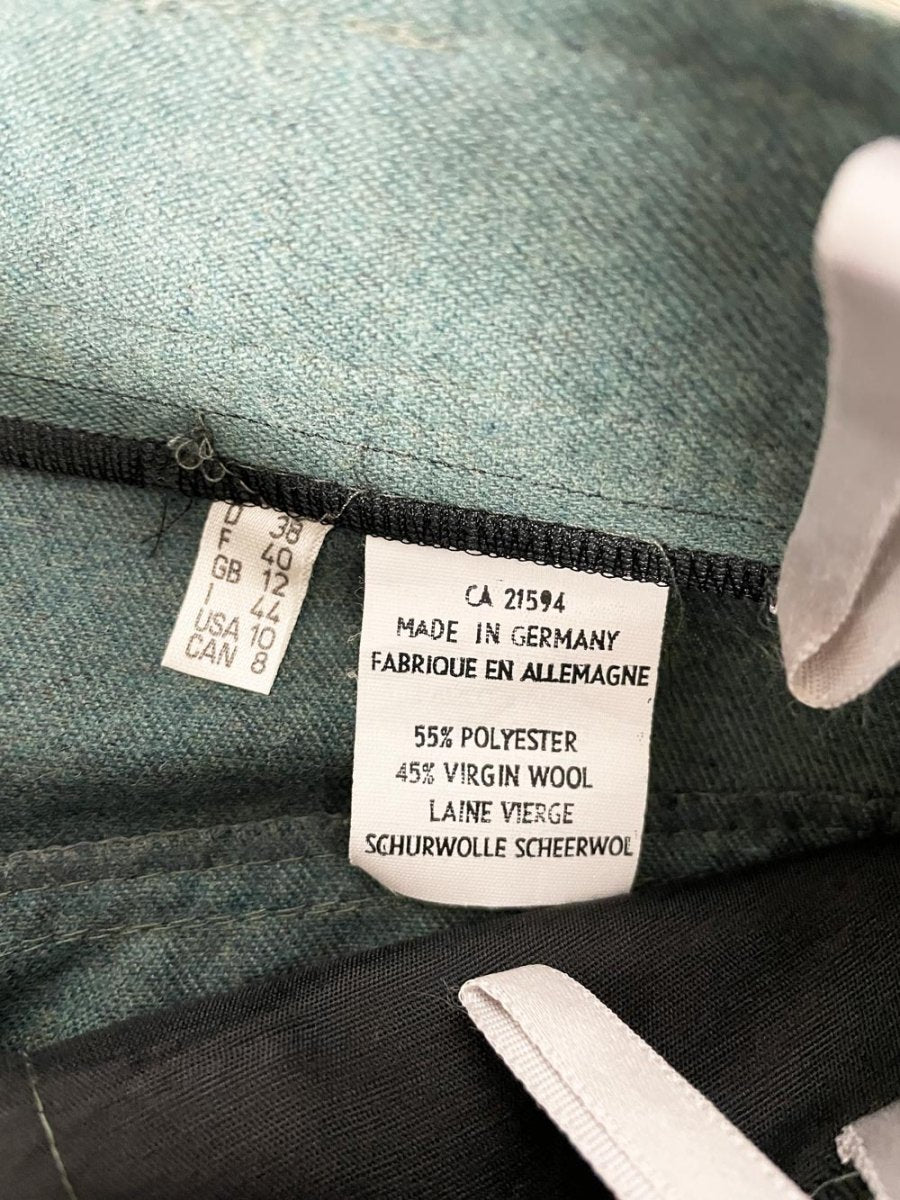 D 38
F 40
GB 12
I 44
USA 10
CAN 8
CA 21594
MADE IN GERMANY
FABRIQUE EN ALLEMAGNE
55% POLYESTER
45% VIRGIN WOOL
LAINE VIERGE
SCHURWOLLE SCHEERWOL